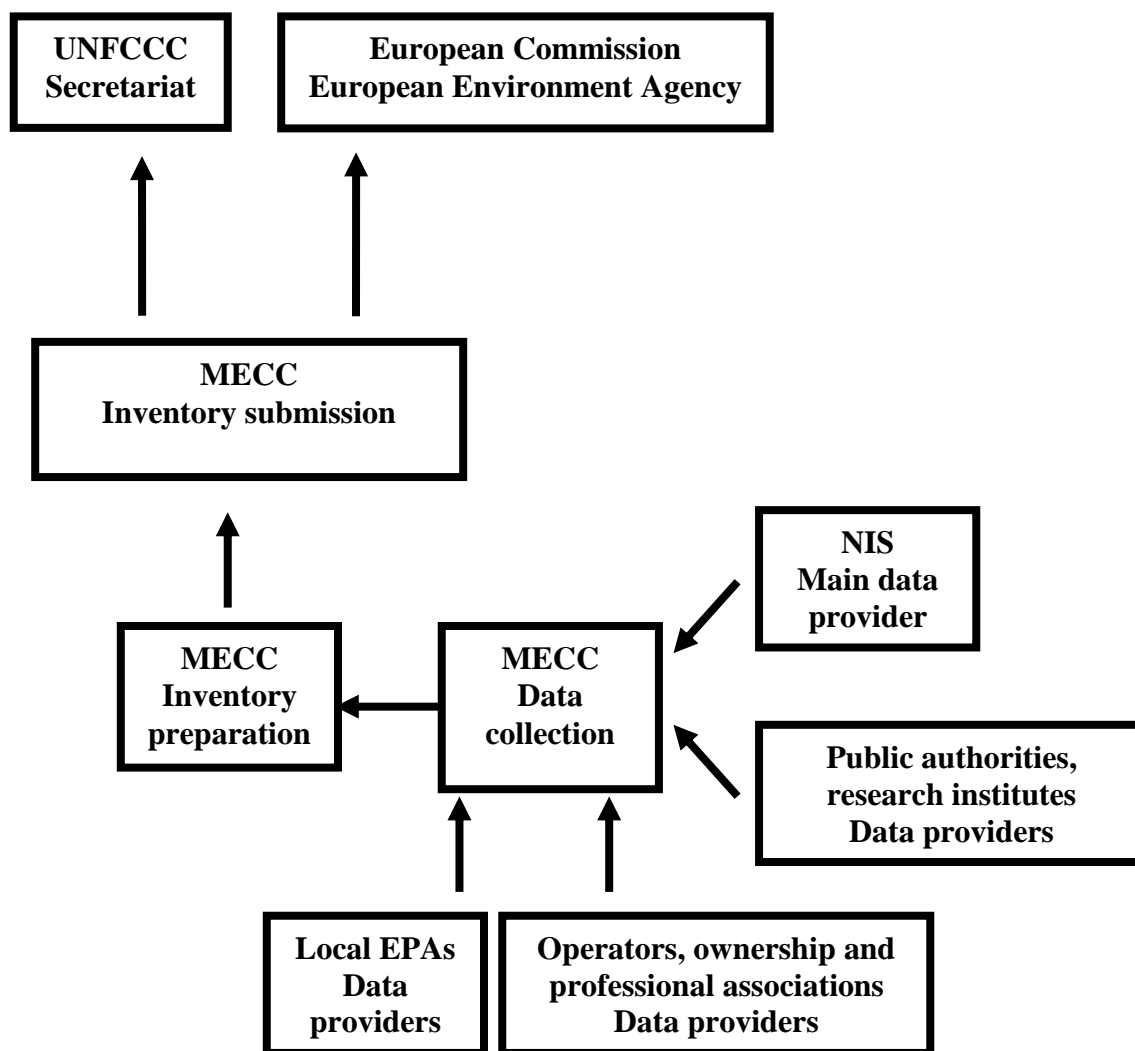 UNFCCC
Secretariat
European Commission
European Environment Agency
MECC
Inventory submission
NIS
Main data
provider
MECC
Inventory
preparation
MECC
Data
collection
Public authorities,
research institutes
Data providers
Local EPAs
Data
providers
Operators, ownership and
professional associations
Data providers